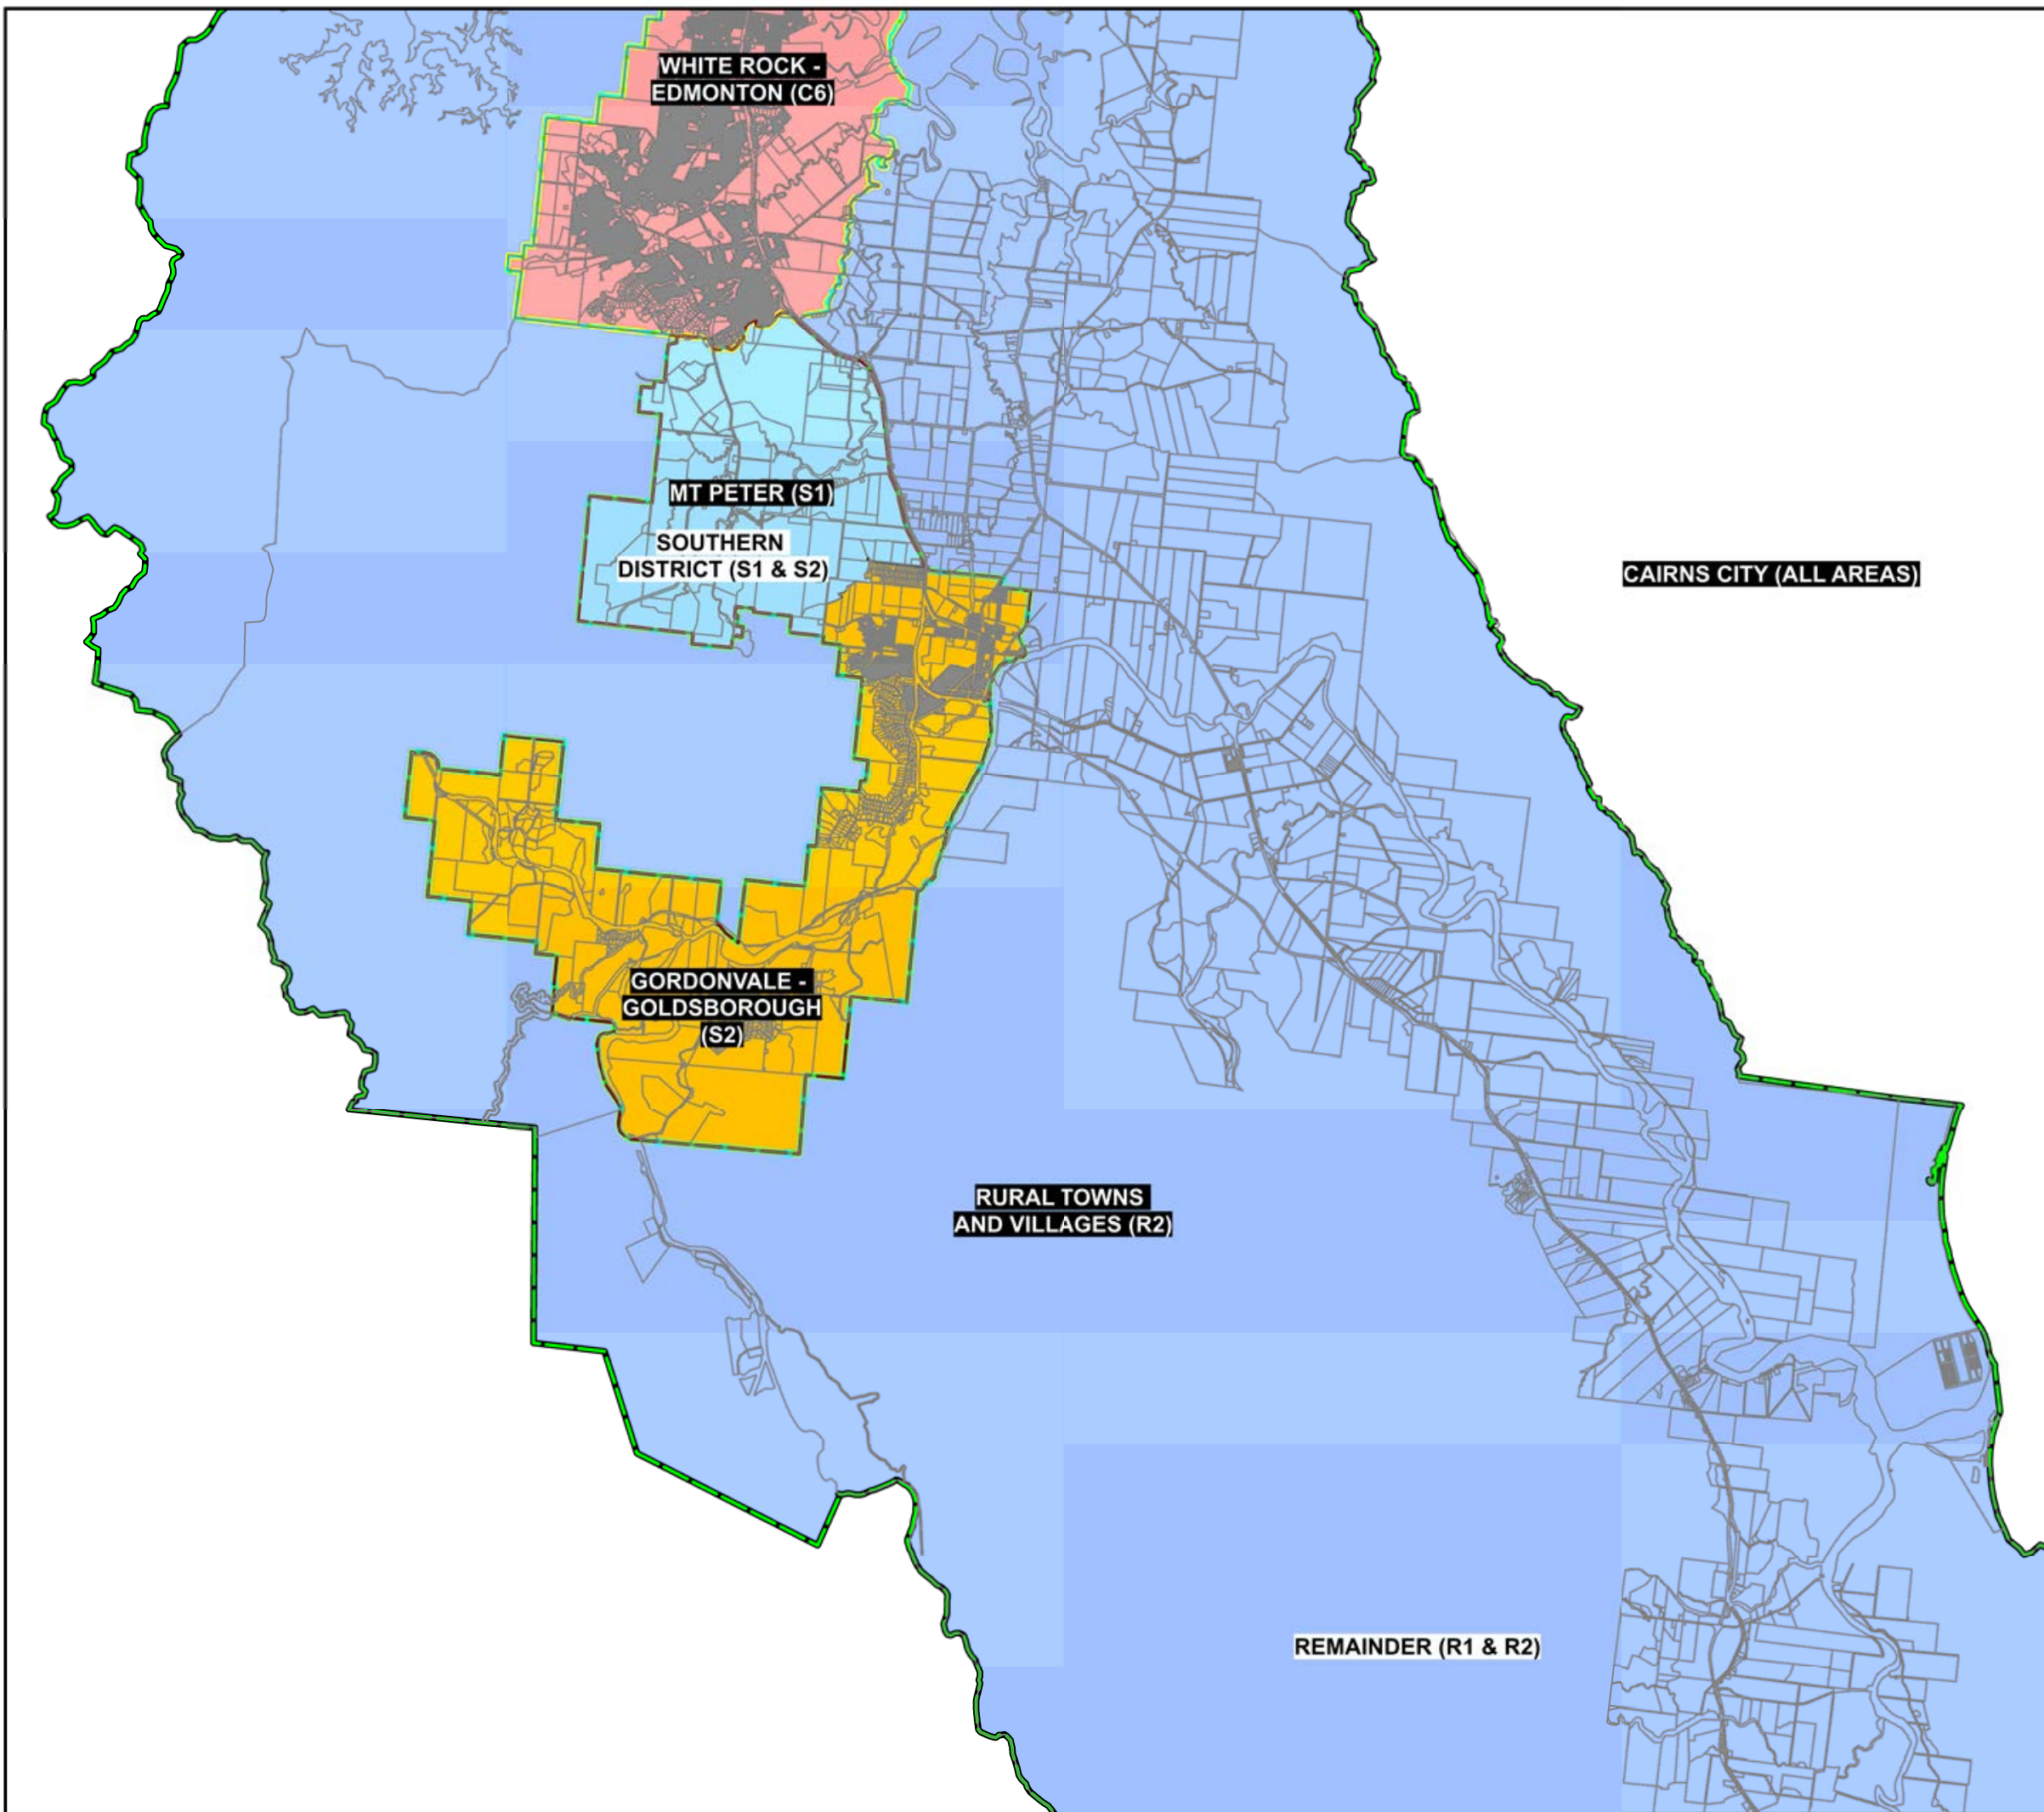 WHITE ROCK -
EDMONTON (C6)
MT PETER (S1)
SOUTHERN
DISTRICT (S1 & S2)
CAIRNS CITY (ALL AREAS)
GORDONVALE -
GOLDSBOROUGH
(S2)
RURAL TOWNS
AND VILLAGES (R2)
REMAINDER (R1 & R2)